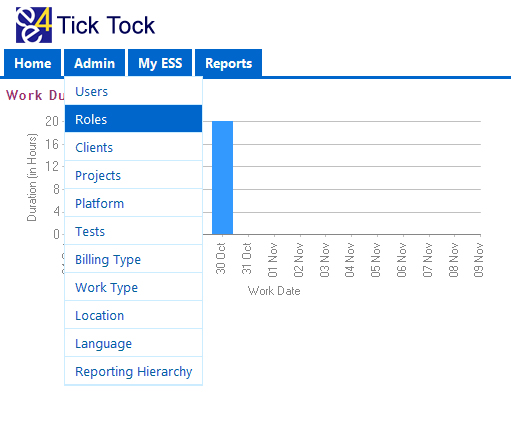 e4e Tick Tock
Home Admin My ESS Reports
Work Du
Users
Roles
Clients
Projects
Platform
Tests
Billing Type
Work Type
Location
Language
Reporting Hierarchy
Duration (in Hours)
20
16
12
8
4
0
30 Oct
31 Oct
01 Nov
02 Nov
03 Nov
04 Nov
05 Nov
06 Nov
07 Nov
08 Nov
09 Nov
Work Date